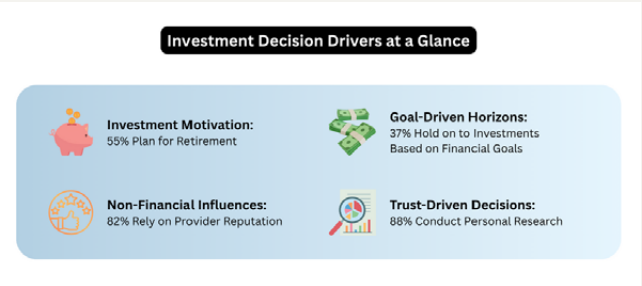 Investment Decision Drivers at a Glance
Investment Motivation:
55% Plan for Retirement
Goal-Driven Horizons:
37% Hold on to Investments
Based on Financial Goals
Non-Financial Influences:
82% Rely on Provider Reputation
Trust-Driven Decisions:
88% Conduct Personal Research